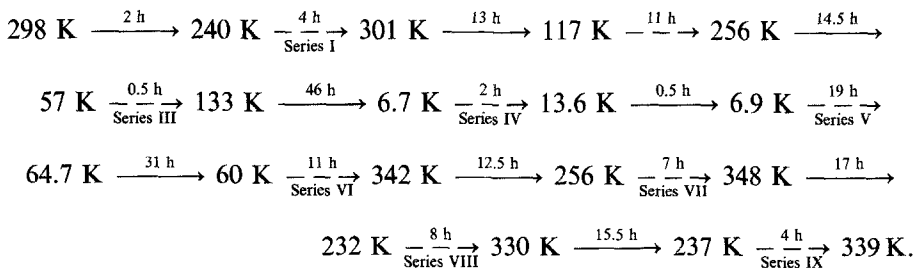 298 K —2 h→ 240 K – –4 h→ Series I 301 K —13 h→ 117 K – –11 h→ 256 K —14.5 h→
57 K – –0.5 h→ Series III 133 K —46 h→ 6.7 K – –2 h→ Series IV 13.6 K —0.5 h→ 6.9 K – –19 h→ Series V
64.7 K —31 h→ 60 K – –11 h→ Series VI 342 K —12.5 h→ 256 K – –7 h→ Series VII 348 K —17 h→
232 K – –8 h→ Series VIII 330 K —15.5 h→ 237 K – –4 h→ Series IX 339 K.